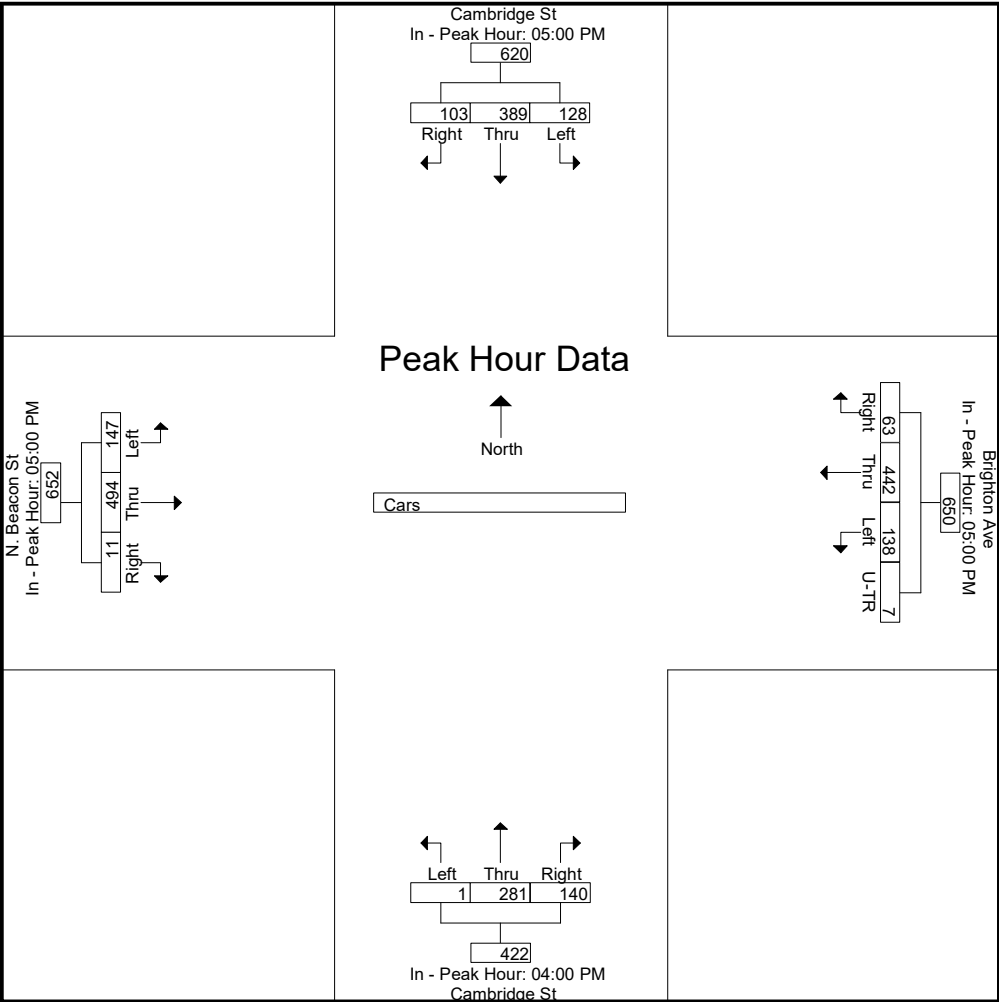 Cambridge St
In - Peak Hour: 05:00 PM
620
103 389 128
Right Thru Left
Peak Hour Data
North
Cars
N. Beacon St
In - Peak Hour: 05:00 PM
652
147 494 11
Left Thru Right
Brighton Ave
In - Peak Hour: 05:00 PM
650
63 442 138 7
Right Thru Left U-TR
Left Thru Right
1 281 140
422
In - Peak Hour: 04:00 PM
Cambridge St